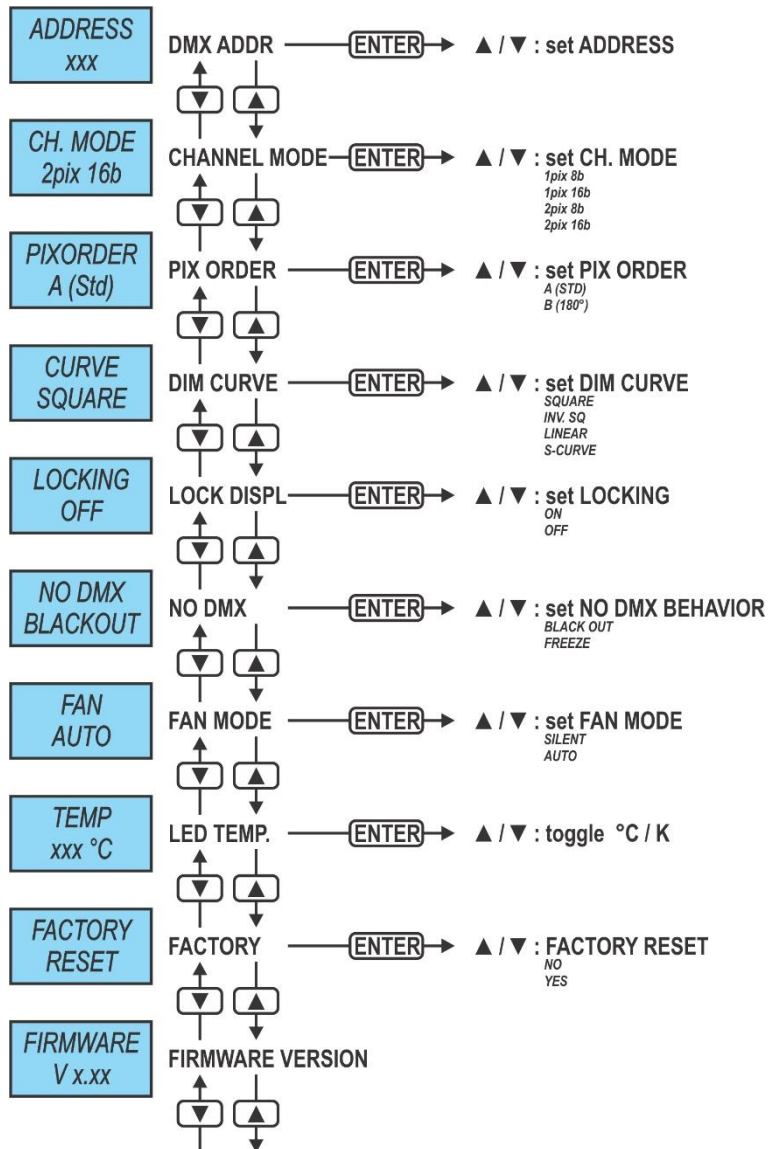 ADDRESS
xxx
DMX ADDR ENTER ▲ / ▼ : set ADDRESS
▼ ▲
CH. MODE
2pix 16b
CHANNEL MODE ENTER ▲ / ▼ : set CH. MODE
1pix 8b
1pix 16b
2pix 8b
2pix 16b
▼ ▲
PIXORDER
A (Std)
PIX ORDER ENTER ▲ / ▼ : set PIX ORDER
A (STD)
B (180°)
▼ ▲
CURVE
SQUARE
DIM CURVE ENTER ▲ / ▼ : set DIM CURVE
SQUARE
INV. SQ
LINEAR
S-CURVE
▼ ▲
LOCKING
OFF
LOCK DISPL ENTER ▲ / ▼ : set LOCKING
ON
OFF
▼ ▲
NO DMX
BLACKOUT
NO DMX ENTER ▲ / ▼ : set NO DMX BEHAVIOR
BLACK OUT
FREEZE
▼ ▲
FAN
AUTO
FAN MODE ENTER ▲ / ▼ : set FAN MODE
SILENT
AUTO
▼ ▲
TEMP
xxx °C
LED TEMP. ENTER ▲ / ▼ : toggle °C / K
▼ ▲
FACTORY
RESET
FACTORY ENTER ▲ / ▼ : FACTORY RESET
NO
YES
▼ ▲
FIRMWARE
V x.xx
FIRMWARE VERSION
▼ ▲